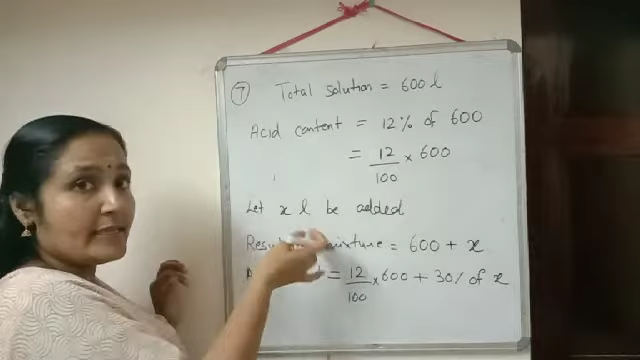 7 Total solution = 600 l
Acid content = 12% of 600
= 12/100 × 600
Let x l be added
mixture = 600 + x
= 12/100 × 600 + 30% of x